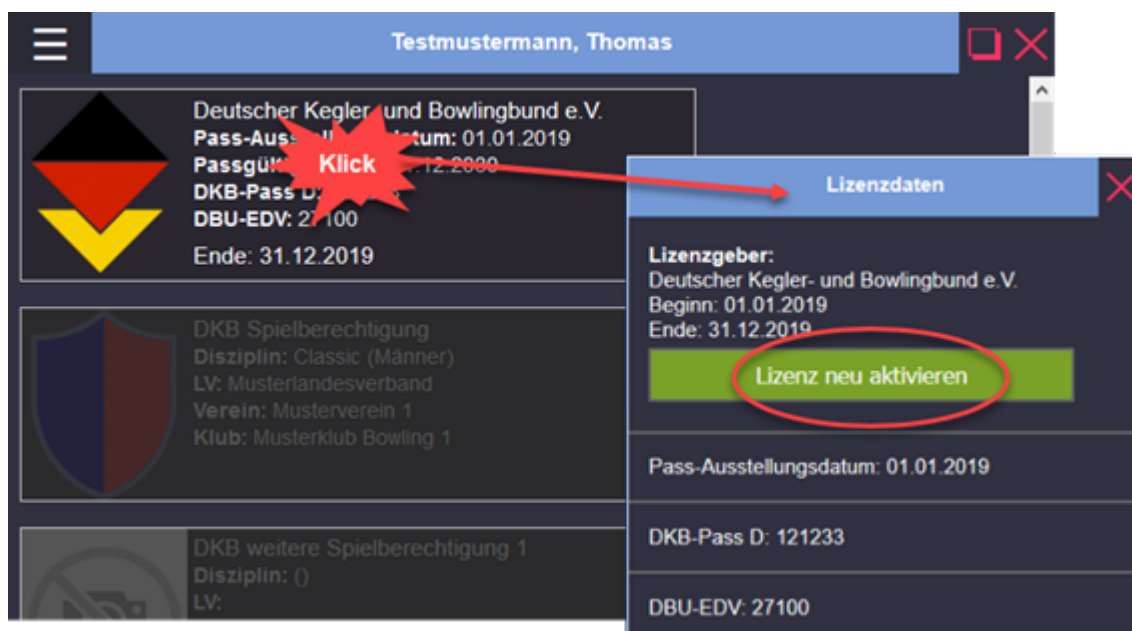 Testmustermann, Thomas
Deutscher Kegler- und Bowlingbund e.V.
Pass-Aus datum: 01.01.2019
Klick
DKB-Pass D:
DBU-EDV: 27100
Ende: 31.12.2019
DKB Spielberechtigung
Disziplin: Classic (Männer)
LV: Musterlandesverband
Verein: Musterverein 1
Klub: Musterklub Bowling 1
DKB weitere Spielberechtigung 1
Disziplin: ()
LV:
Lizenzdaten
Lizenzgeber:
Deutscher Kegler- und Bowlingbund e.V.
Beginn: 01.01.2019
Ende: 31.12.2019
Lizenz neu aktivieren
Pass-Ausstellungsdatum: 01.01.2019
DKB-Pass D: 121233
DBU-EDV: 27100